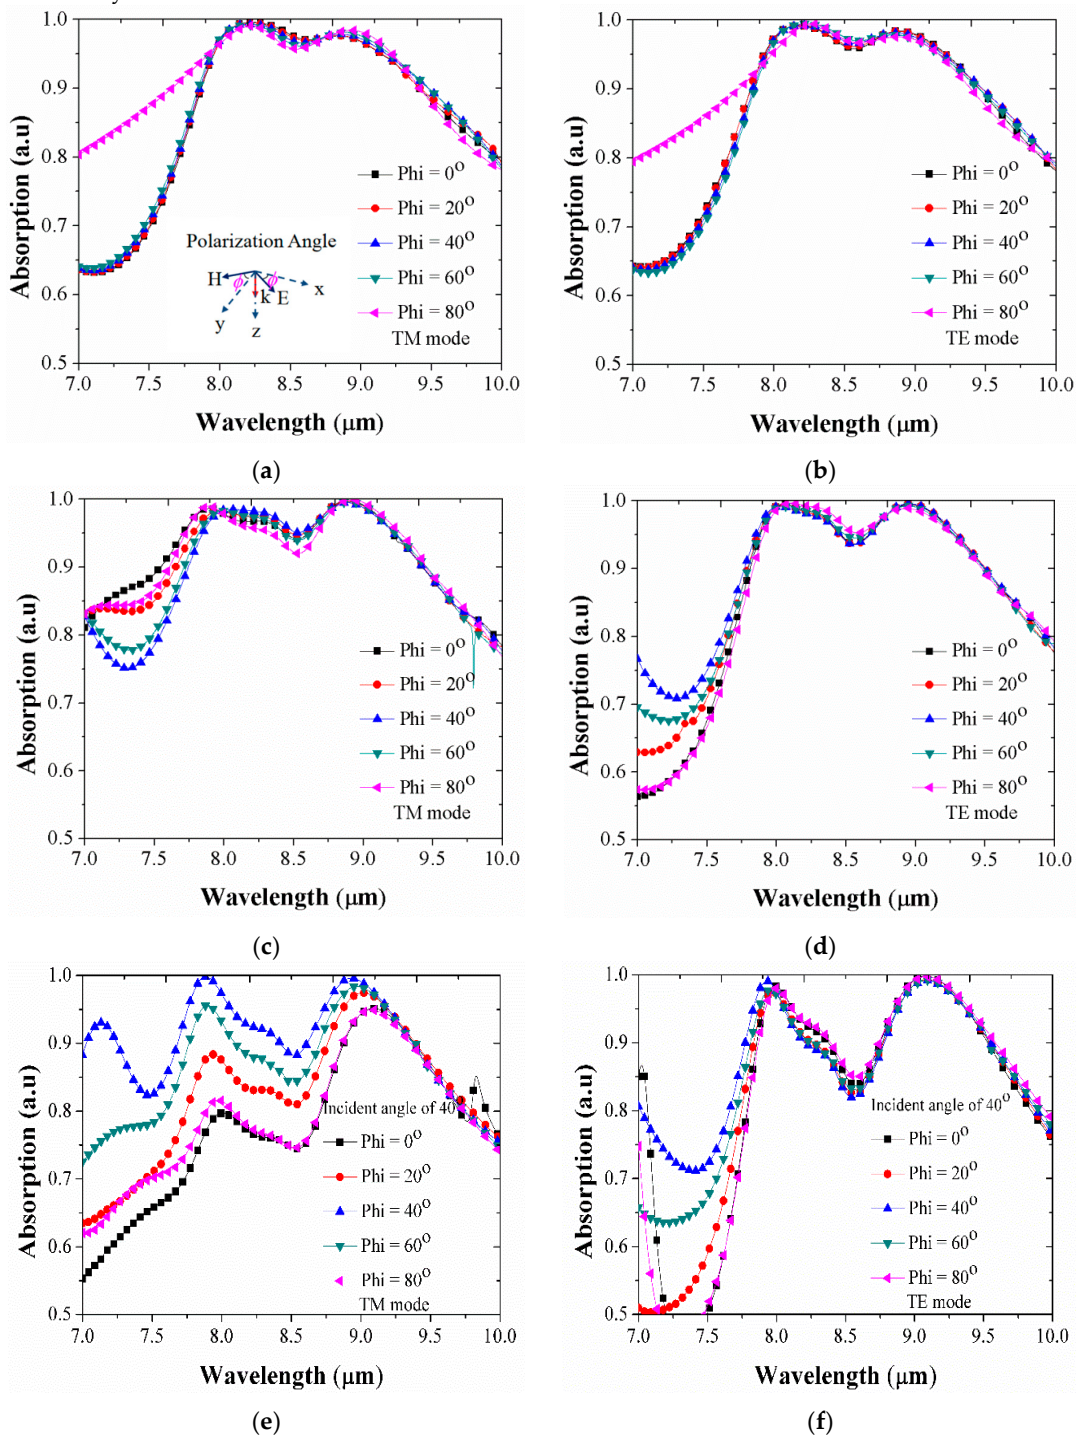 y
1.0
0.9
0.8
0.7
0.6
0.5
Absorption (a.u)
Phi = 0°
Phi = 20°
Phi = 40°
Phi = 60°
Phi = 80°
TM mode
Polarization Angle
H ϕ ϕ x
k E
y z
7.0 7.5 8.0 8.5 9.0 9.5 10.0
Wavelength (μm)
(a)
1.0
0.9
0.8
0.7
0.6
0.5
Absorption (a.u)
Phi = 0°
Phi = 20°
Phi = 40°
Phi = 60°
Phi = 80°
TE mode
7.0 7.5 8.0 8.5 9.0 9.5 10.0
Wavelength (μm)
(b)
1.0
0.9
0.8
0.7
0.6
0.5
Absorption (a.u)
Phi = 0°
Phi = 20°
Phi = 40°
Phi = 60°
Phi = 80°
TM mode
7.0 7.5 8.0 8.5 9.0 9.5 10.0
Wavelength (μm)
(c)
1.0
0.9
0.8
0.7
0.6
0.5
Absorption (a.u)
Phi = 0°
Phi = 20°
Phi = 40°
Phi = 60°
Phi = 80°
TE mode
7.0 7.5 8.0 8.5 9.0 9.5 10.0
Wavelength (μm)
(d)
1.0
0.9
0.8
0.7
0.6
0.5
Absorption (a.u)
Incident angle of 40°
Phi = 0°
Phi = 20°
Phi = 40°
Phi = 60°
Phi = 80°
TM mode
7.0 7.5 8.0 8.5 9.0 9.5 10.0
Wavelength (μm)
(e)
1.0
0.9
0.8
0.7
0.6
0.5
Absorption (a.u)
Incident angle of 40°
Phi = 0°
Phi = 20°
Phi = 40°
Phi = 60°
Phi = 80°
TE mode
7.0 7.5 8.0 8.5 9.0 9.5 10.0
Wavelength (μm)
(f)